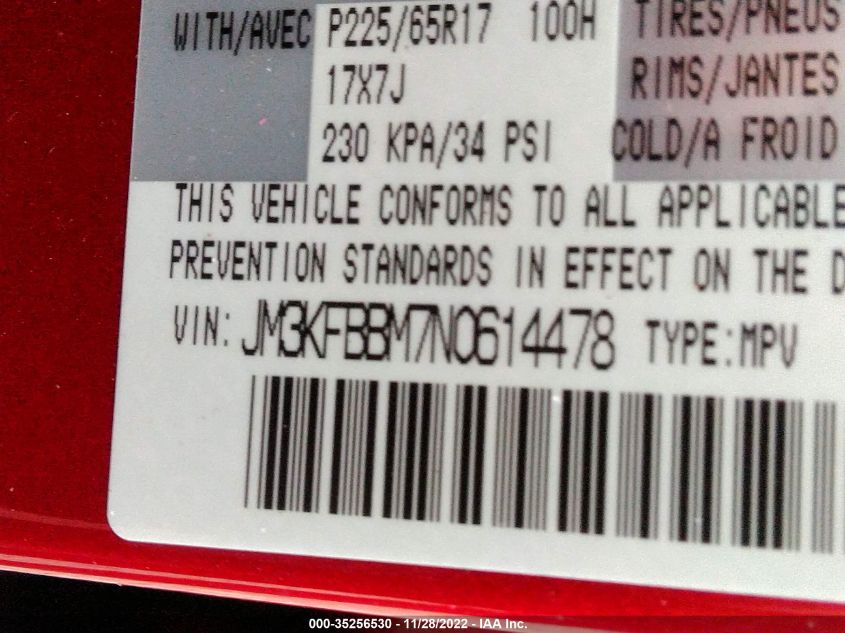 WITH/AVEC P225/65R17 100H TIRES/PNEUS
17X7J RIMS/JANTES
230 KPA/34 PSI COLD/A FROID
THIS VEHICLE CONFORMS TO ALL APPLICABLE
PREVENTION STANDARDS IN EFFECT ON THE D
VIN: JM3KFBBM7N0614478 TYPE:MPV
000-35256530 - 11/28/2022 - IAA Inc.